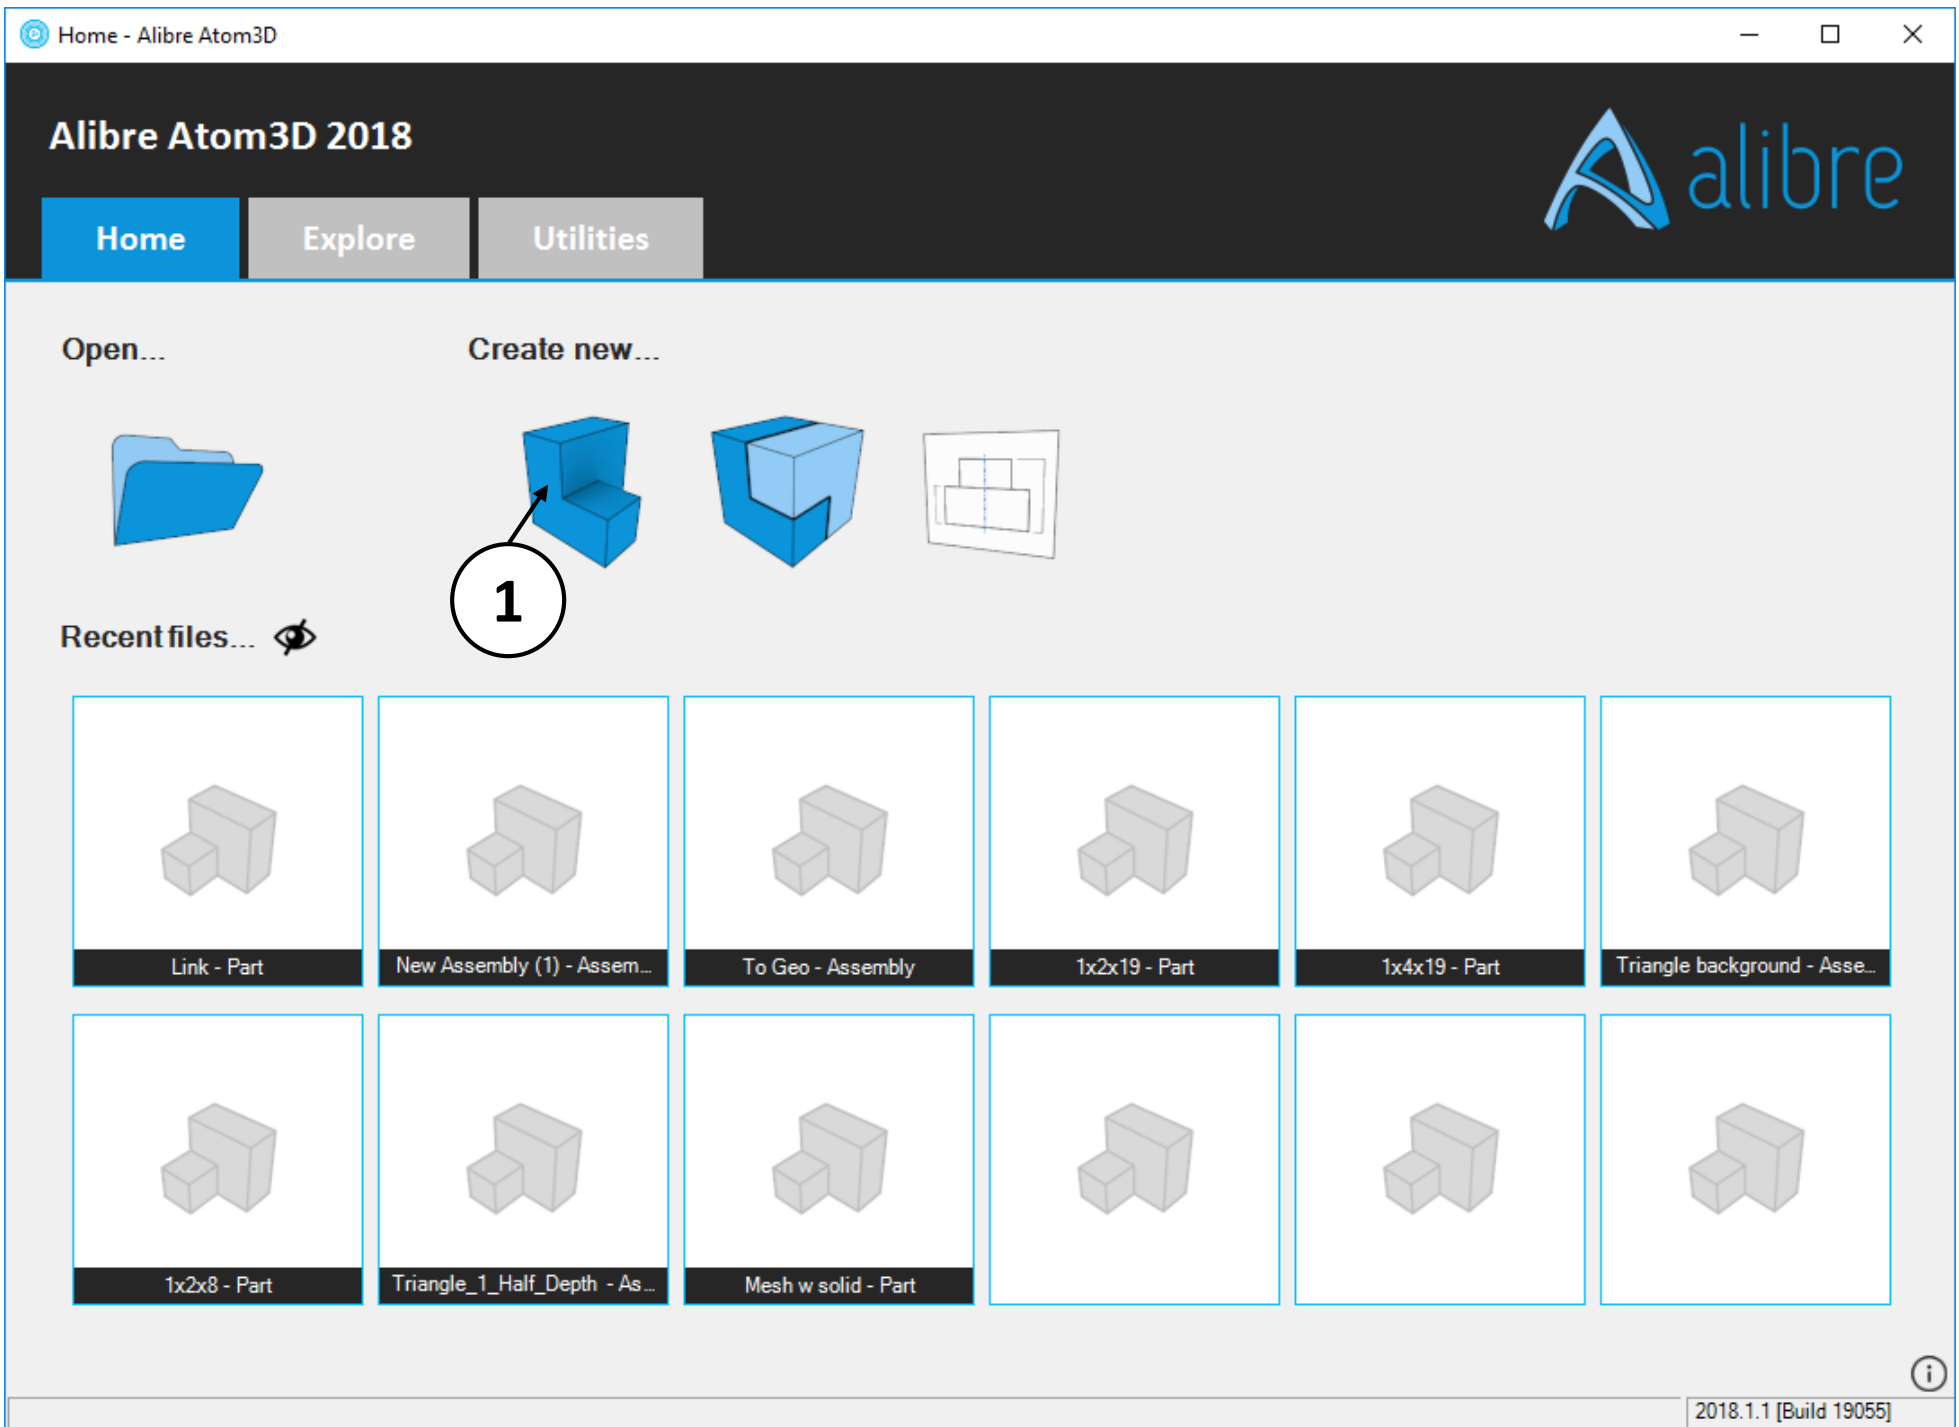 Home - Alibre Atom3D
Alibre Atom3D 2018
alibre
Home Explore Utilities
Open... Create new...
1
Recent files...
Link - Part New Assembly (1) - Assem... To Geo - Assembly 1x2x19 - Part 1x4x19 - Part Triangle background - Asse...
1x2x8 - Part Triangle_1_Half_Depth - As... Mesh w solid - Part
2018.1.1 [Build 19055]